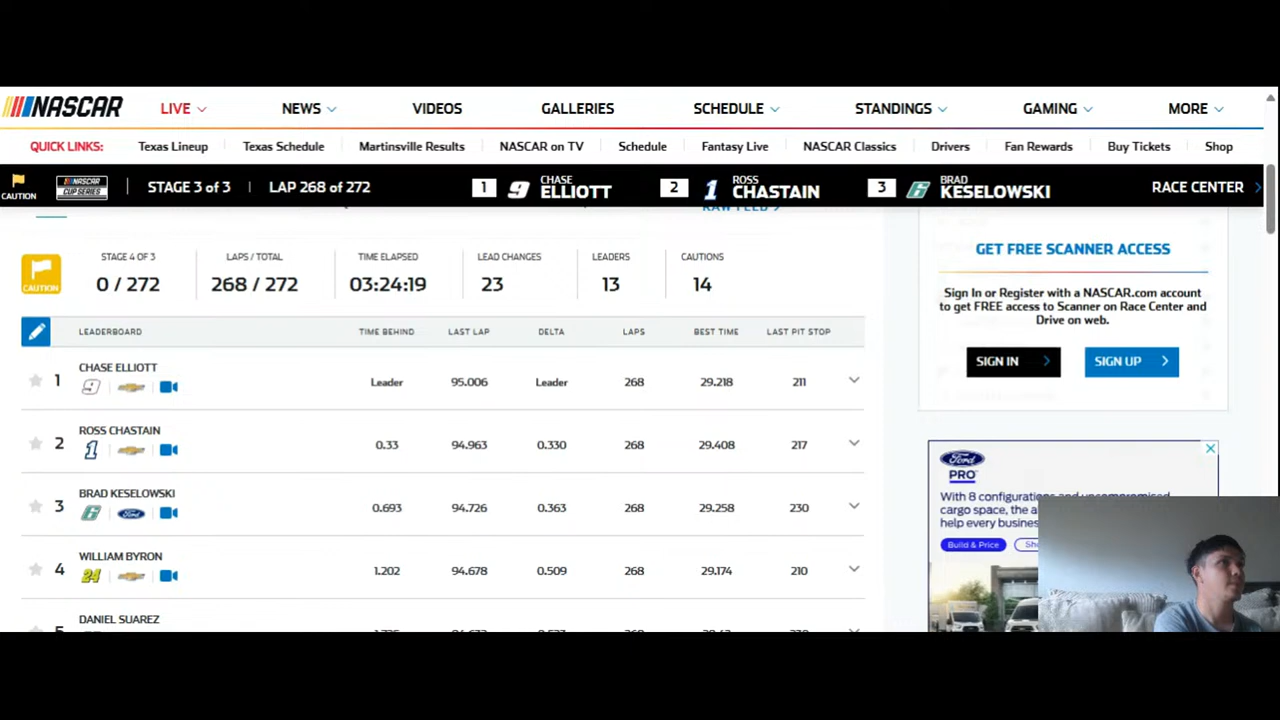 NASCAR LIVE NEWS VIDEOS GALLERIES SCHEDULE STANDINGS GAMING MORE
QUICK LINKS: Texas Lineup Texas Schedule Martinsville Results NASCAR on TV Schedule Fantasy Live NASCAR Classics Drivers Fan Rewards Buy Tickets Shop
CAUTION NASCAR CUP SERIES STAGE 3 of 3 LAP 268 of 272 1 9 CHASE ELLIOTT 2 1 ROSS CHASTAIN 3 6 BRAD KESELOWSKI RACE CENTER
RAW FEED
CAUTION
STAGE 4 OF 3 LAPS / TOTAL TIME ELAPSED LEAD CHANGES LEADERS CAUTIONS
0 / 272 268 / 272 03:24:19 23 13 14
LEADERBOARD TIME BEHIND LAST LAP DELTA LAPS BEST TIME LAST PIT STOP
1 CHASE ELLIOTT 9 Leader 95.006 Leader 268 29.218 211
2 ROSS CHASTAIN 1 0.33 94.963 0.330 268 29.408 217
3 BRAD KESELOWSKI 6 Ford 0.693 94.726 0.363 268 29.258 230
4 WILLIAM BYRON 24 1.202 94.678 0.509 268 29.174 210
DANIEL SUAREZ
GET FREE SCANNER ACCESS
Sign In or Register with a NASCAR.com account
to get FREE access to Scanner on Race Center and
Drive on web.
SIGN IN SIGN UP
Ford
PRO
With 8 configurations and uncompromised
cargo space, the
help every
Build & Price